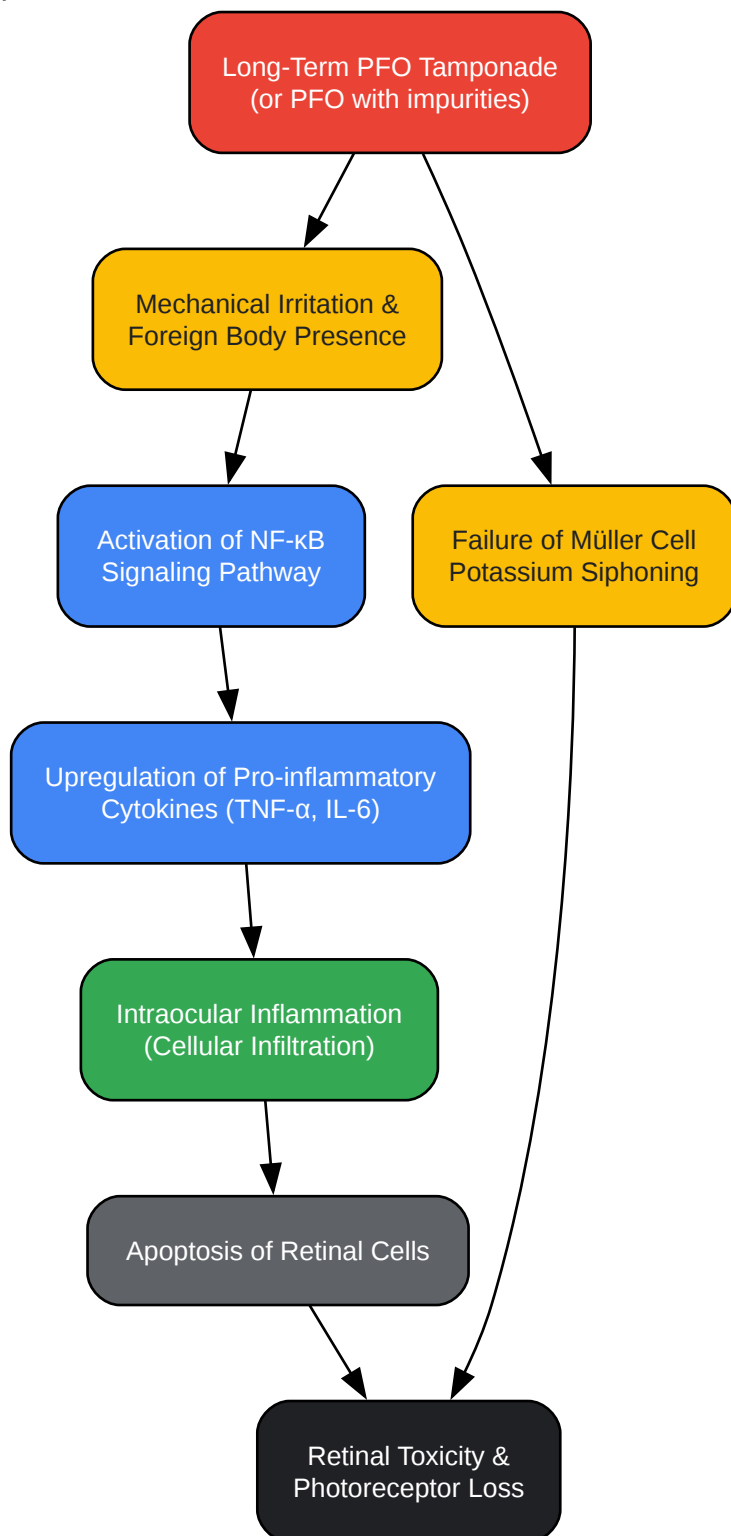 Long-Term PFO Tamponade
(or PFO with impurities)
Mechanical Irritation &
Foreign Body Presence
Activation of NF-κB
Signaling Pathway
Failure of Müller Cell
Potassium Siphoning
Upregulation of Pro-inflammatory
Cytokines (TNF-α, IL-6)
Intraocular Inflammation
(Cellular Infiltration)
Apoptosis of Retinal Cells
Retinal Toxicity &
Photoreceptor Loss